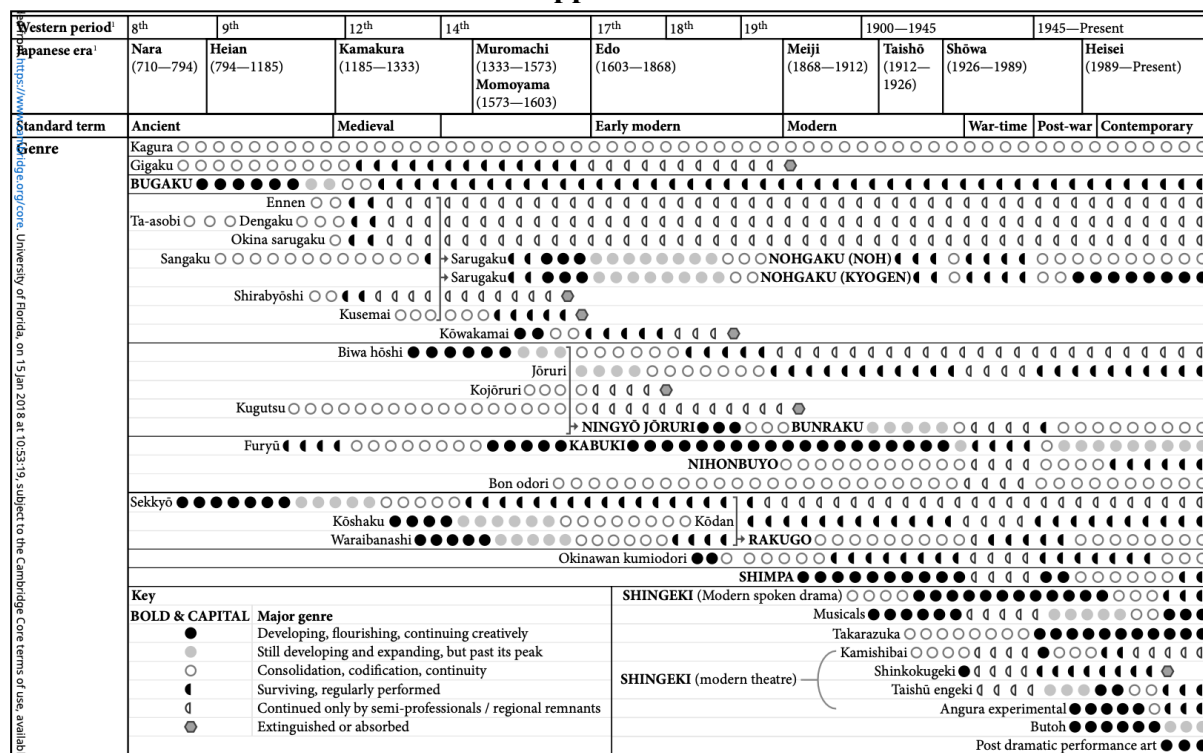 Western period¹ 8th 9th 12th 14th 17th 18th 19th 1900—1945 1945—Present
Japanese era¹ Nara (710—794) Heian (794—1185) Kamakura (1185—1333) Muromachi (1333—1573) Momoyama (1573—1603) Edo (1603—1868) Meiji (1868—1912) Taishō (1912—1926) Shōwa (1926—1989) Heisei (1989—Present)
Standard term Ancient Medieval Early modern Modern War-time Post-war Contemporary
Genre
Kagura
Gigaku
BUGAKU
Ennen
Ta-asobi Dengaku
Okina sarugaku
Sangaku Sarugaku NOHGAKU (NOH)
Sarugaku NOHGAKU (KYOGEN)
Shirabyōshi
Kusemai
Kōwakamai
Biwa hōshi
Jōruri
Kojōruri
Kugutsu
NINGYŌ JŌRURI BUNRAKU
Furyū KABUKI
NIHONBUYO
Bon odori
Sekkyō
Kōshaku Kōdan
Waraibanashi RAKUGO
Okinawan kumiodori
SHIMPA
Key
BOLD & CAPITAL Major genre
Developing, flourishing, continuing creatively
Still developing and expanding, but past its peak
Consolidation, codification, continuity
Surviving, regularly performed
Continued only by semi-professionals / regional remnants
Extinguished or absorbed
SHINGEKI (Modern spoken drama)
Musicals
Takarazuka
Kamishibai
Shinkokugeki
SHINGEKI (modern theatre)
Taishū engeki
Angura experimental
Butoh
Post dramatic performance art
https://www.cambridge.org/core. University of Florida, on 15 Jan 2018 at 10:53:19, subject to the Cambridge Core terms of use,